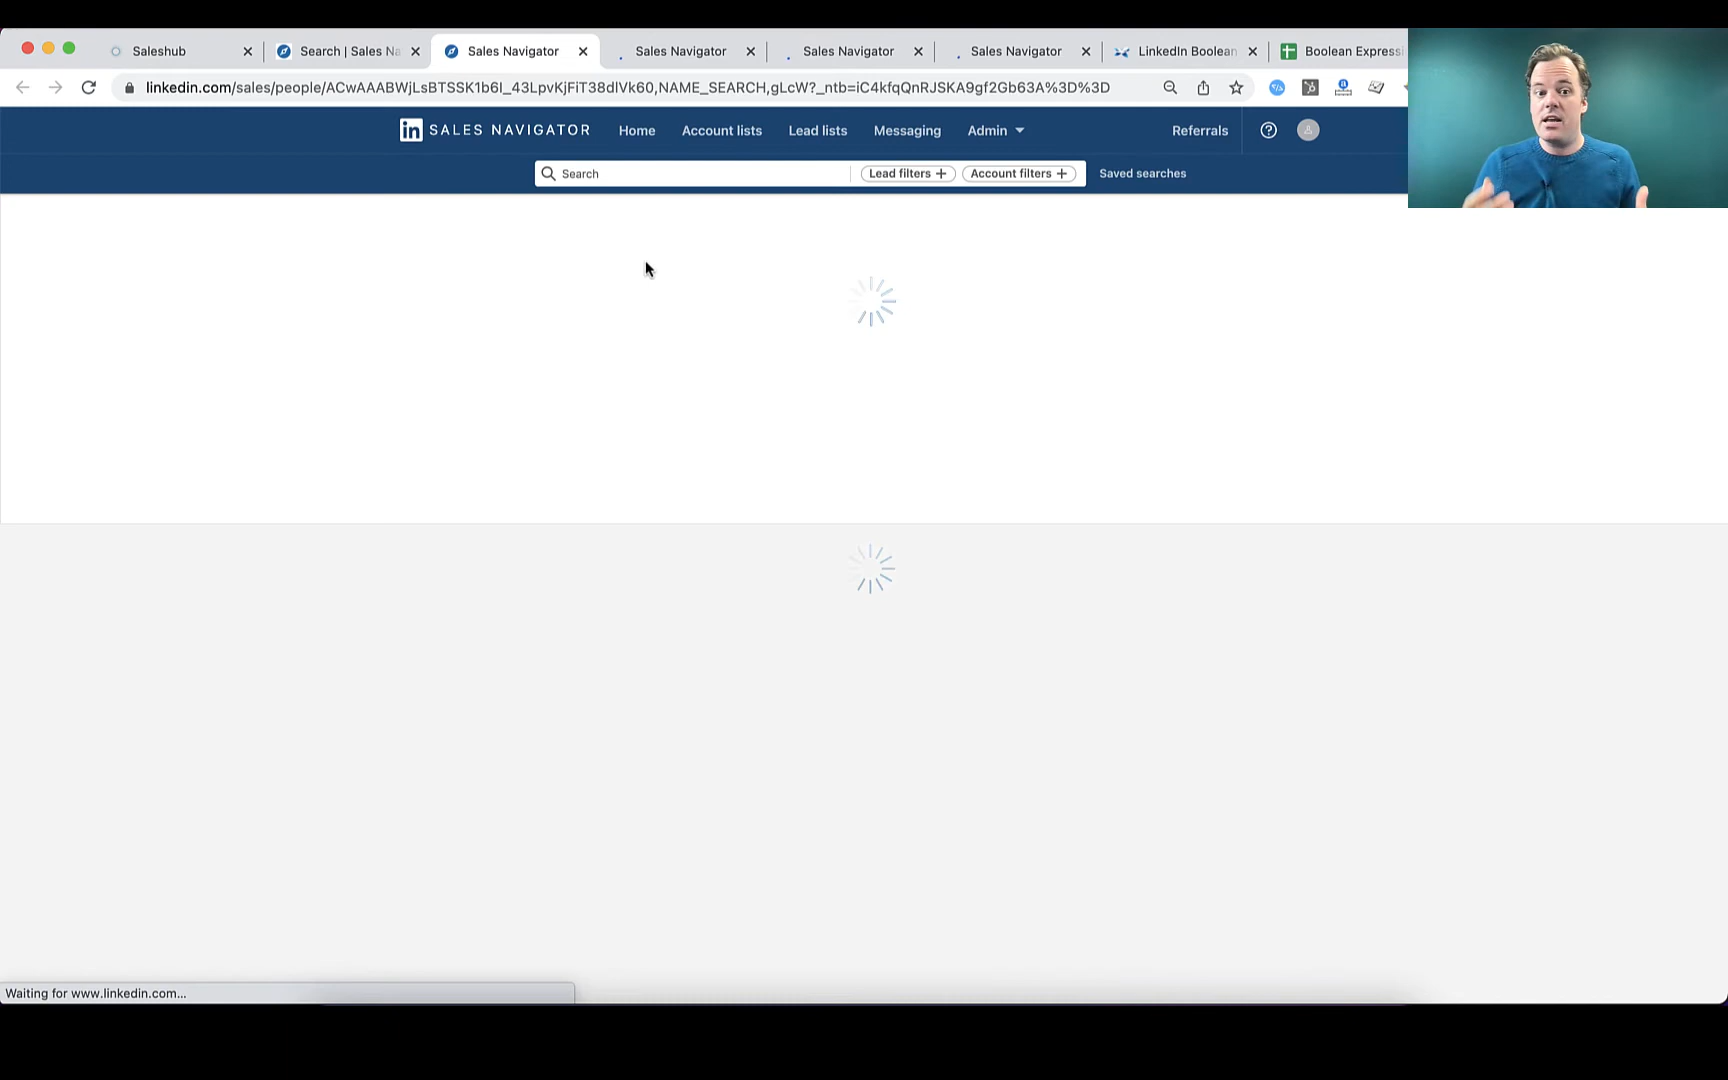 Saleshub
Search | Sales Na
Sales Navigator
Sales Navigator
Sales Navigator
Sales Navigator
LinkedIn Boolean
Boolean Expressi
linkedin.com/sales/people/ACwAAABWjLsBTSSK1b6I_43LpvKjFiT38dlVk60,NAME_SEARCH,gLcW?_ntb=iC4kfqQnRJSKA9gf2Gb63A%3D%3D
in SALES NAVIGATOR
Home
Account lists
Lead lists
Messaging
Admin
Referrals
Search
Lead filters +
Account filters +
Saved searches
Waiting for www.linkedin.com...